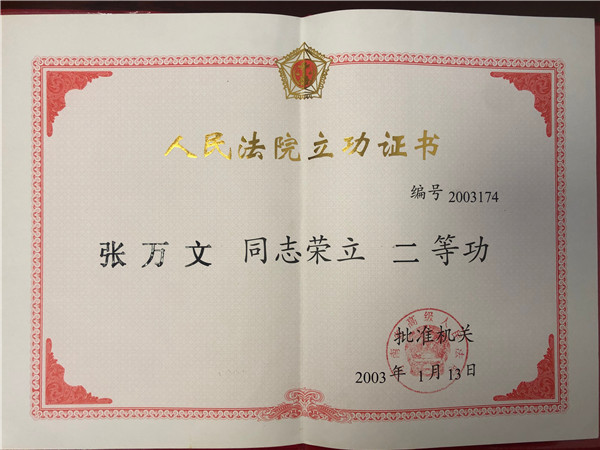 人民法院立功证书
编号 2003174
张万文 同志荣立 二等功
批准机关
2003年 1月13日